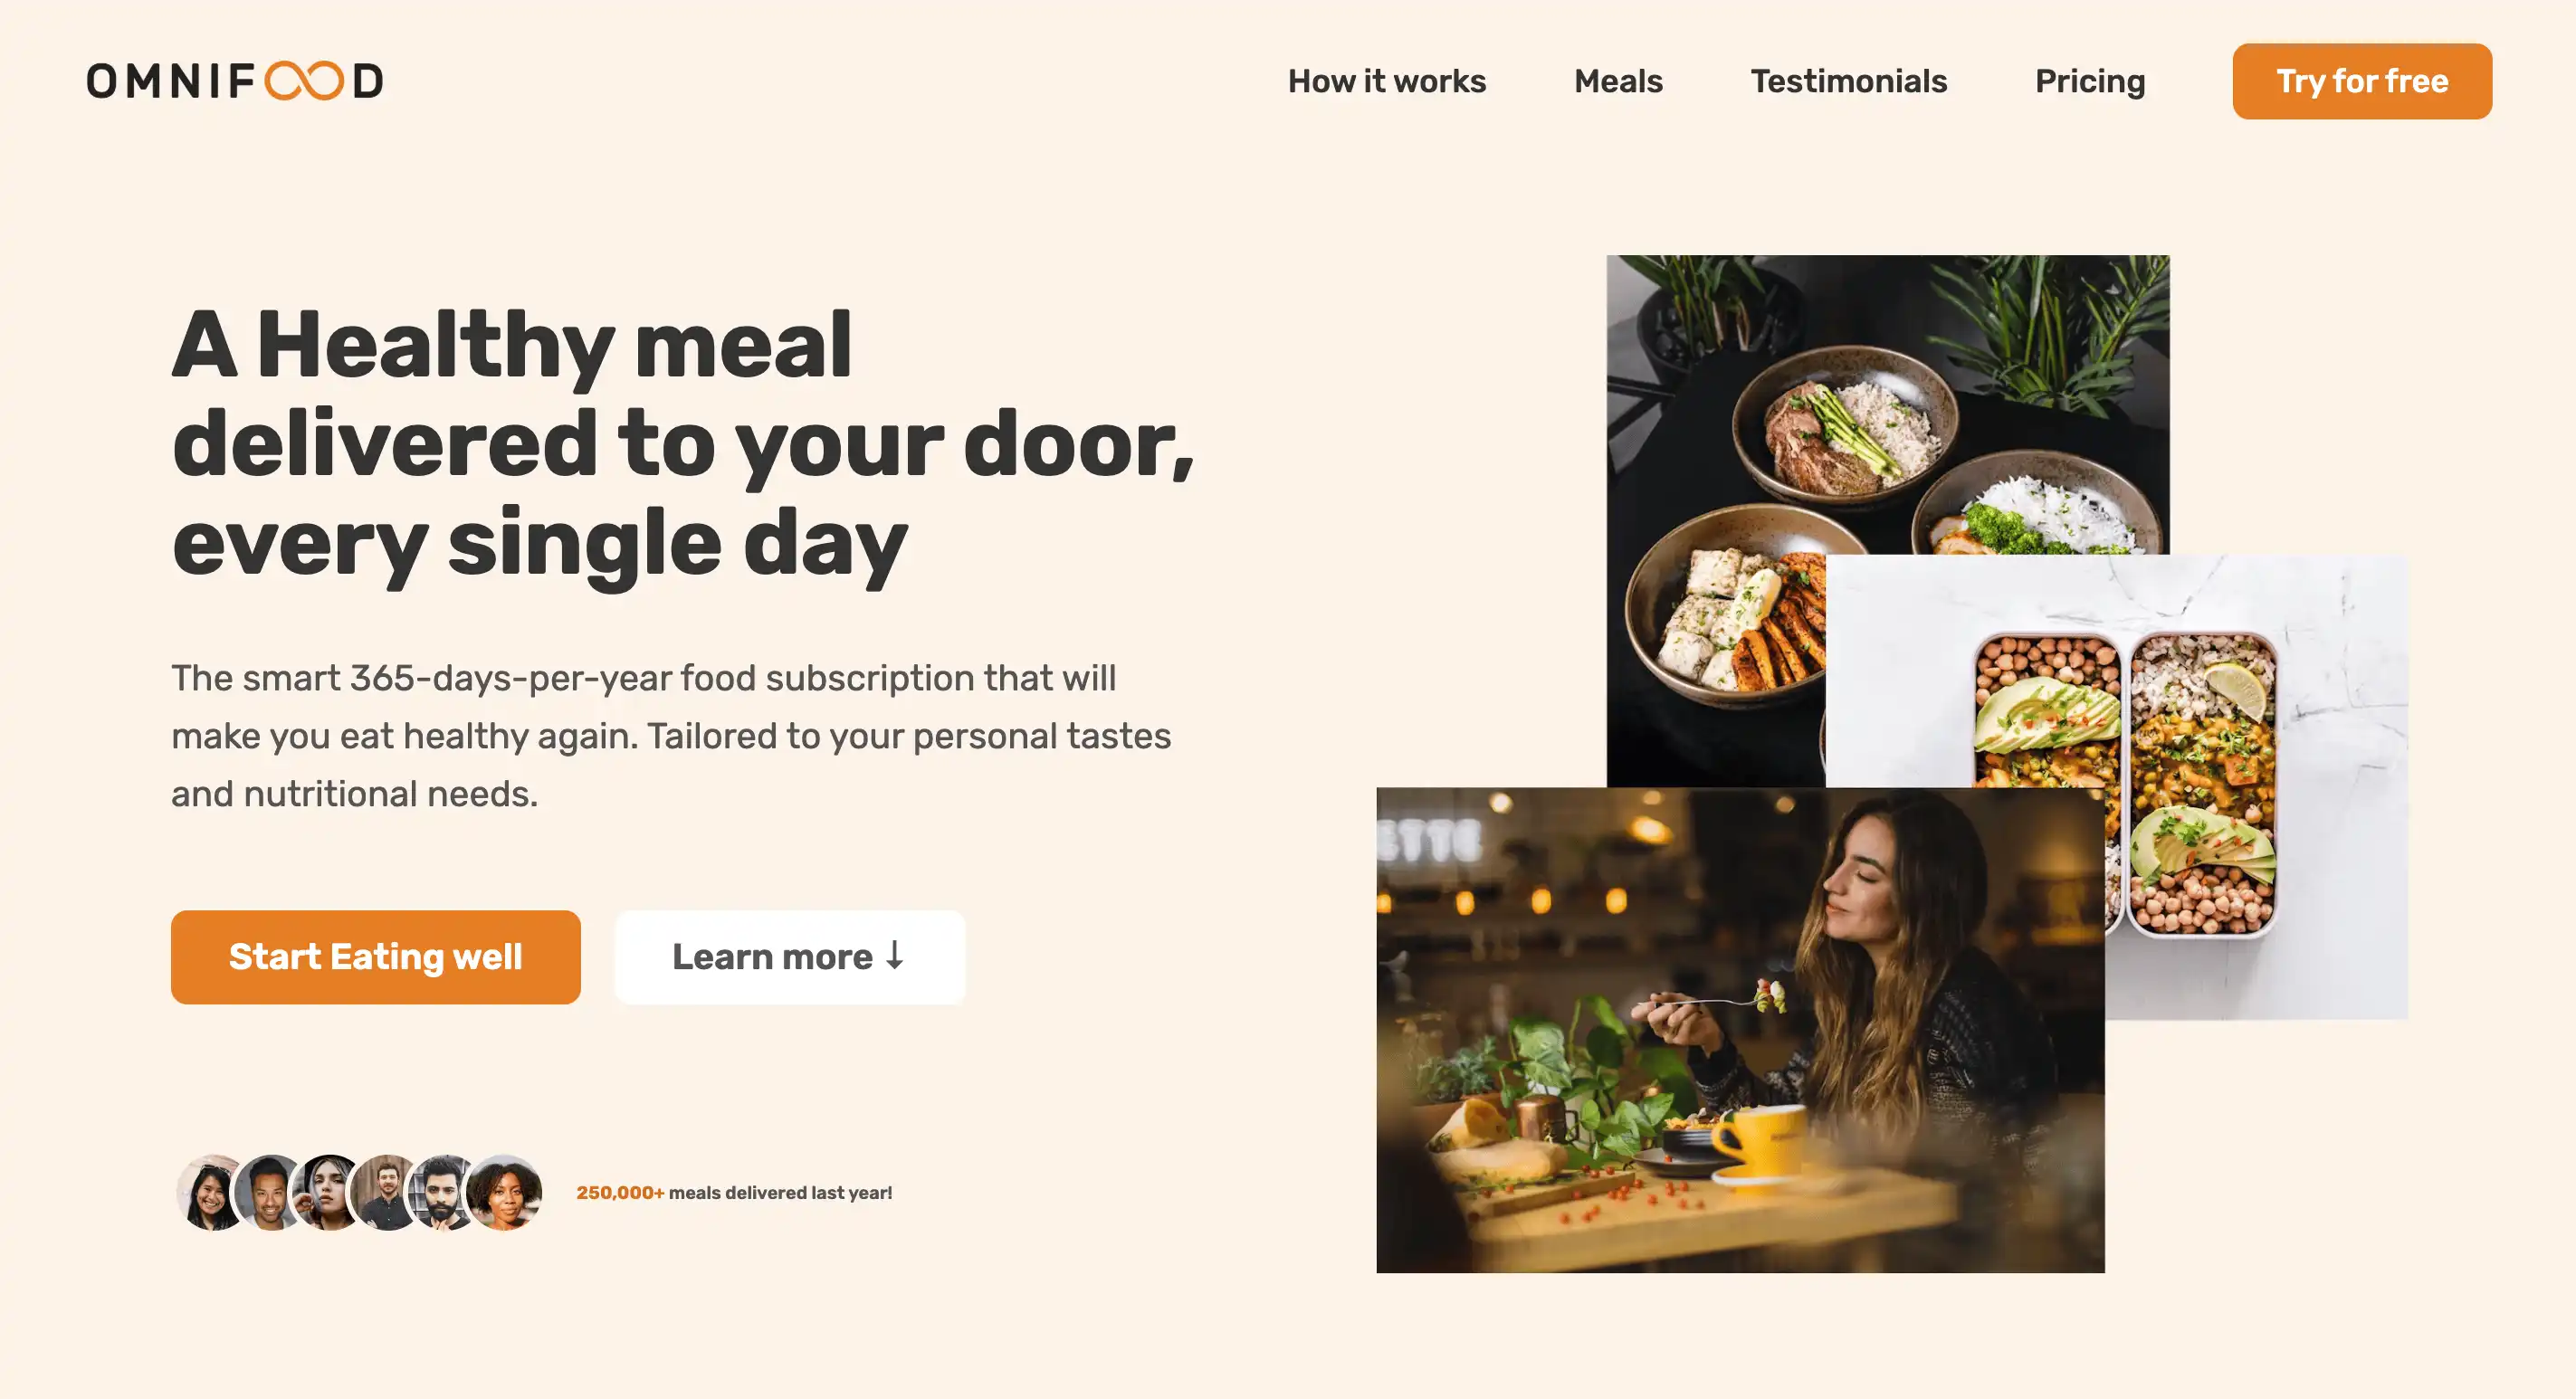 OMNIFOOD
How it works Meals Testimonials Pricing Try for free
A Healthy meal
delivered to your door,
every single day
The smart 365-days-per-year food subscription that will
make you eat healthy again. Tailored to your personal tastes
and nutritional needs.
Start Eating well Learn more ↓
ETTE
250,000+ meals delivered last year!